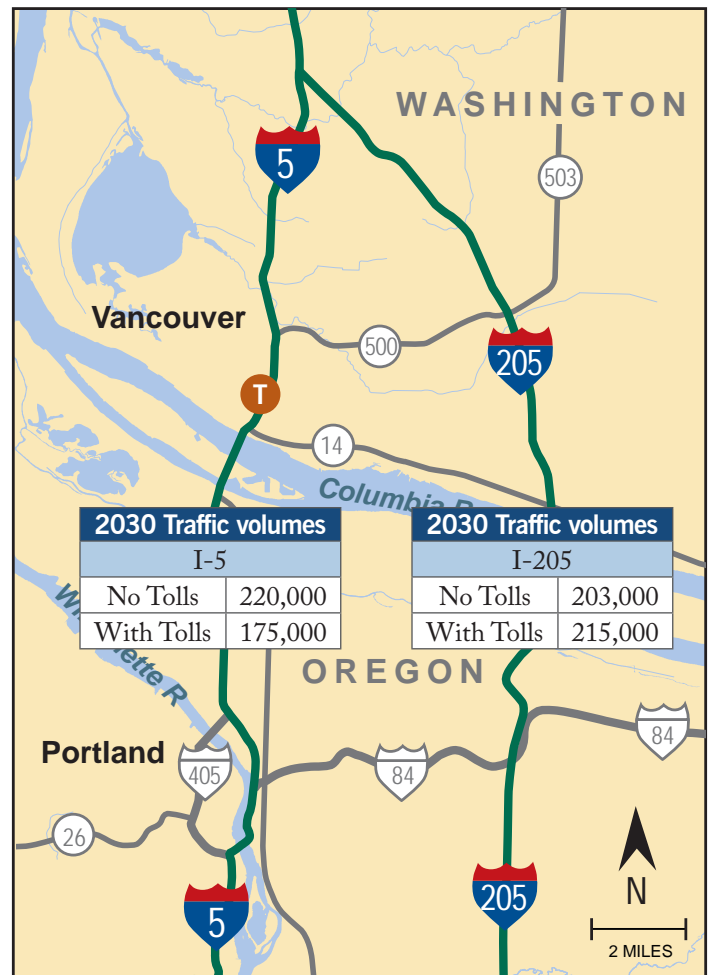 WASHINGTON
5
503
Vancouver
500
205
T
14
Columbia R
2030 Traffic volumes
I-5
No Tolls 220,000
With Tolls 175,000
2030 Traffic volumes
I-205
No Tolls 203,000
With Tolls 215,000
OREGON
ette R
Portland
405
84
84
26
5
205
N
2 MILES